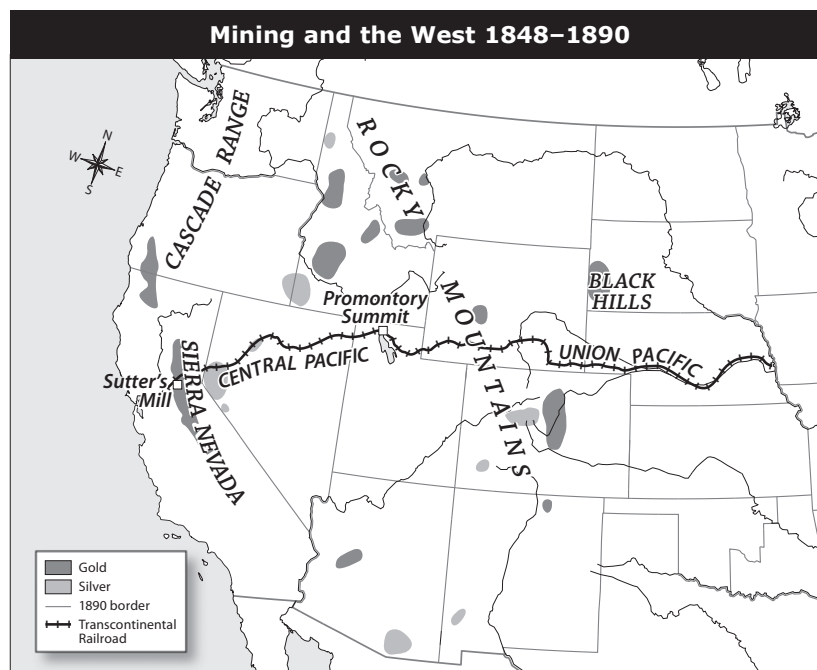 Mining and the West 1848–1890
N
W
E
S
CASCADE RANGE
ROCKY
MOUNTAINS
BLACK
HILLS
Promontory
Summit
CENTRAL PACIFIC
UNION PACIFIC
Sutter's
Mill
SIERRA NEVADA
Gold
Silver
1890 border
Transcontinental
Railroad